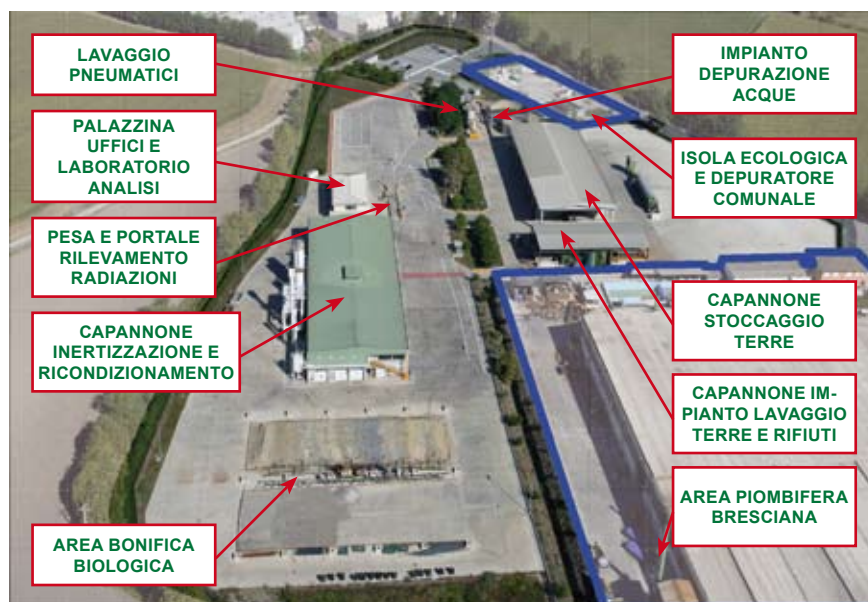 LAVAGGIO
PNEUMATICI
PALAZZINA
UFFICI E
LABORATORIO
ANALISI
PESA E PORTALE
RILEVAMENTO
RADIAZIONI
CAPANNONE
INERTIZZAZIONE E
RICONDIZIONAMENTO
AREA BONIFICA
BIOLOGICA
IMPIANTO
DEPURAZIONE
ACQUE
ISOLA ECOLOGICA
E DEPURATORE
COMUNALE
CAPANNONE
STOCCAGGIO
TERRE
CAPANNONE IM-
PIANTO LAVAGGIO
TERRE E RIFIUTI
AREA PIOMBIFERA
BRESCIANA